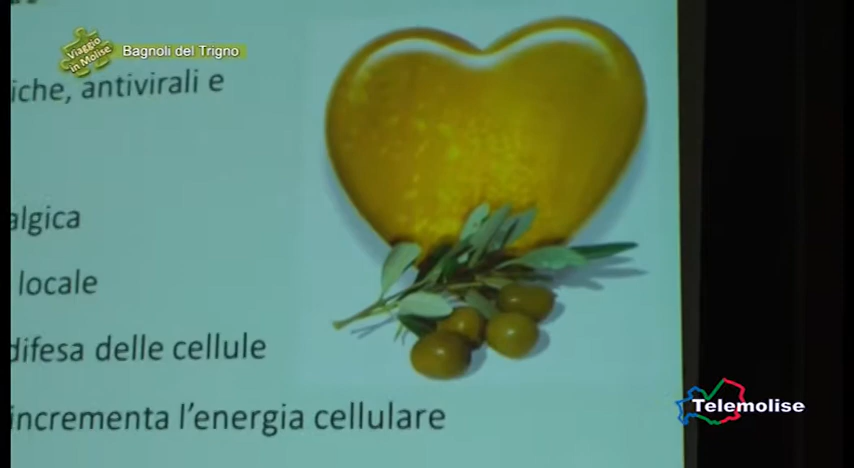 Viaggio
in Molise
Bagnoli del Trigno
iche, antivirali e
algica
locale
difesa delle cellule
incrementa l'energia cellulare
Telemolise